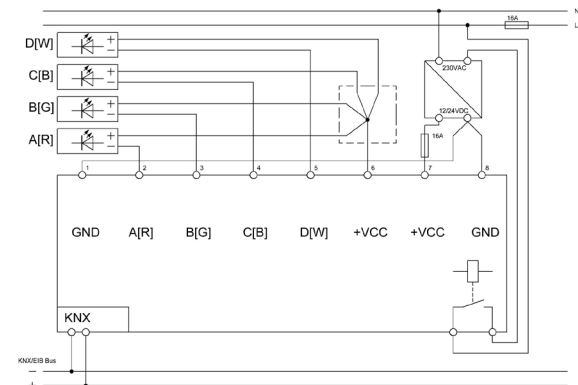 N
16A
L
D[W]
+
−
230VAC
C[B]
+
−
B[G]
+
−
12/24VDC
A[R]
+
−
16A
1 2 3 4 5 6 7 8
GND A[R] B[G] C[B] D[W] +VCC +VCC GND
KNX
KNX/EIB Bus
−
+